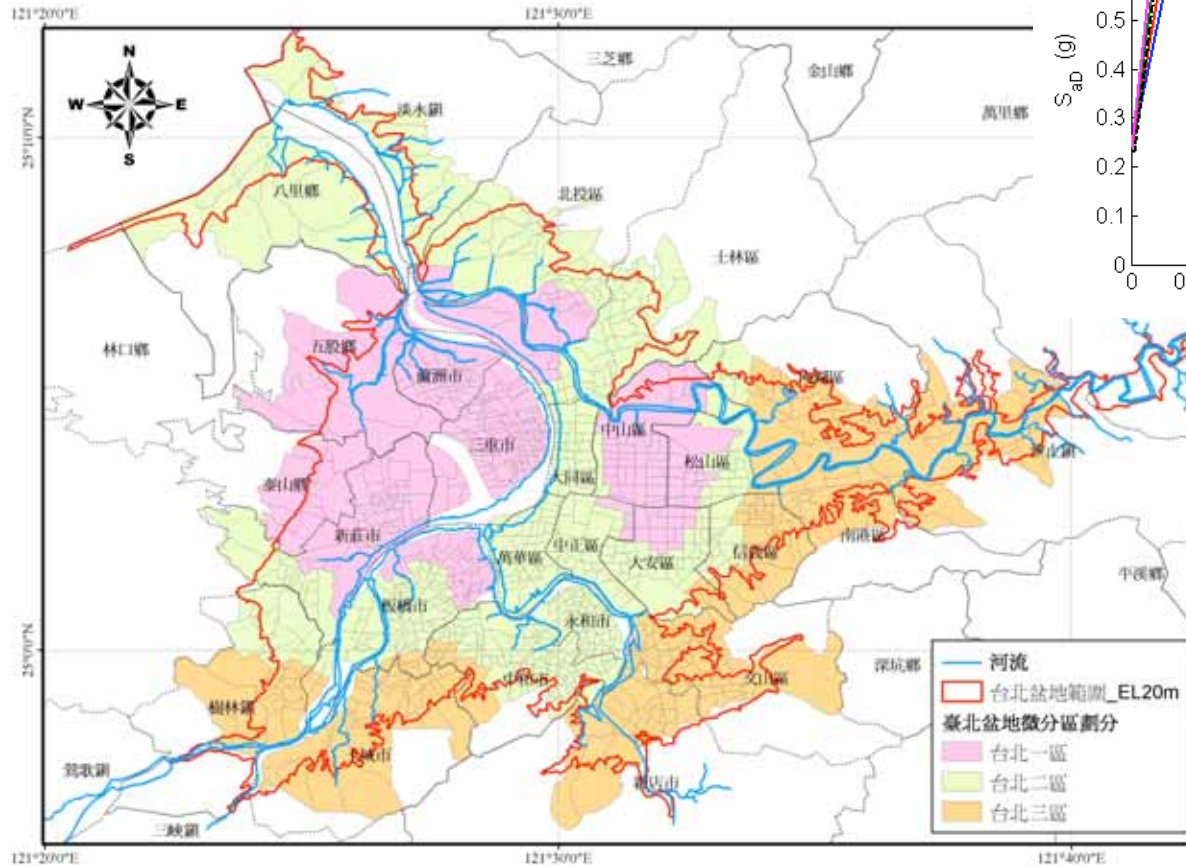 121°20'0"E
121°30'0"E
N
W
E
S
25°10'0"N
25°0'0"N
三芝鄉
金山鄉
萬里鄉
淡水鎮
八里鄉
北投區
士林區
林口鄉
五股鄉
蘆洲市
三重市
中山區
松山區
內湖區
汐止鎮
泰山鄉
新莊市
大同區
萬華區
中正區
大安區
信義區
南港區
平溪鄉
板橋市
永和市
中和市
文山區
深坑鄉
樹林鎮
土城市
新店市
鶯歌鎮
三峽鎮
河流
台北盆地範圍_EL20m
臺北盆地微分區劃分
台北一區
台北二區
台北三區
121°20'0"E
121°30'0"E
121°40'0"E
SaD (g)
0.5
0.4
0.3
0.2
0.1
0
0